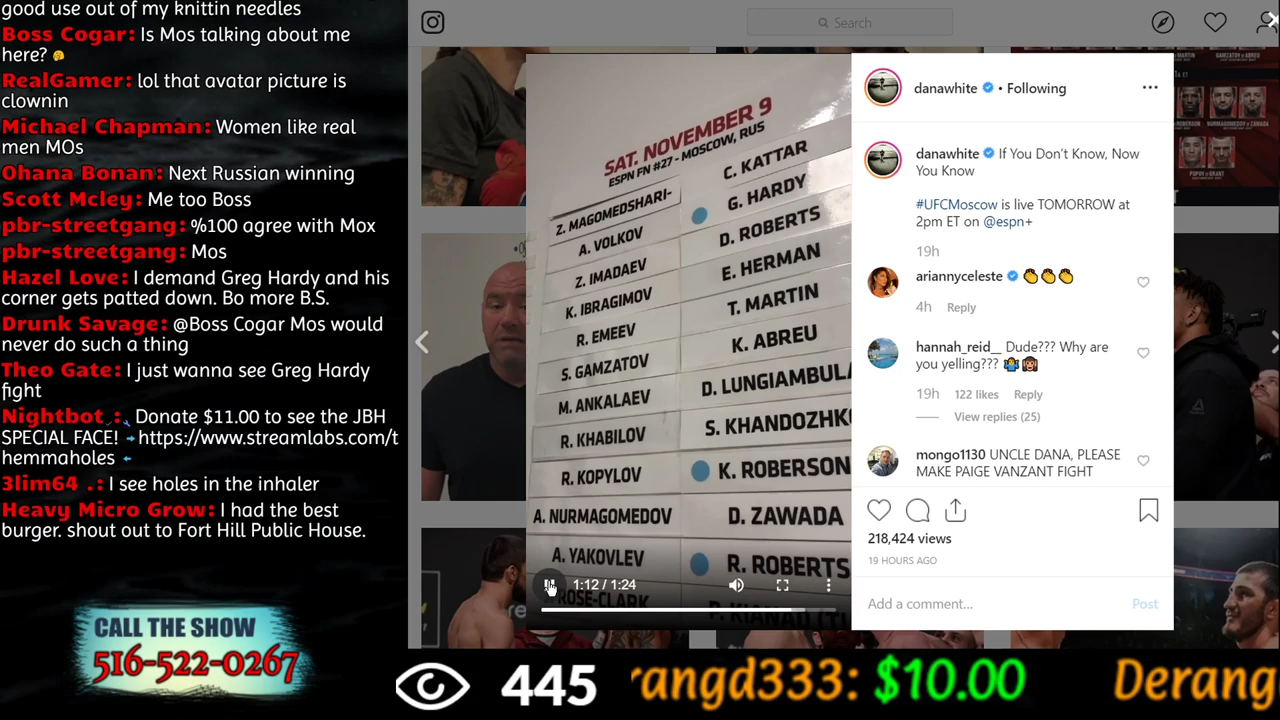 good use out of my knittin needles
Boss Cogar: Is Mos talking about me
here?
RealGamer: lol that avatar picture is
clownin
Michael Chapman: Women like real
men MOs
Ohana Bonan: Next Russian winning
Scott Mcley: Me too Boss
pbr-streetgang: %100 agree with Mox
pbr-streetgang: Mos
Hazel Love: I demand Greg Hardy and his
corner gets patted down. Bo more B.S.
Drunk Savage: @Boss Cogar Mos would
never do such a thing
Theo Gate: I just wanna see Greg Hardy
fight
Nightbot : Donate $11.00 to see the JBH
SPECIAL FACE! https://www.streamlabs.com/t
hemmaholes
3lim64 .: I see holes in the inhaler
Heavy Micro Grow: I had the best
burger. shout out to Fort Hill Public House.
CALL THE SHOW
516-522-0267
Search
SAT. NOVEMBER 9
ESPN FN #27 - MOSCOW, RUS
Z. MAGOMEDSHARI- C. KATTAR
A. VOLKOV G. HARDY
Z. IMADAEV D. ROBERTS
K. IBRAGIMOV E. HERMAN
R. EMEEV T. MARTIN
S. GAMZATOV K. ABREU
M. ANKALAEV D. LUNGIAMBULA
R. KHABILOV S. KHANDOZHKO
R. KOPYLOV K. ROBERSON
A. NURMAGOMEDOV D. ZAWADA
A. YAKOVLEV R. ROBERTS
ROSE-CLARK P. KIANZAD
1:12 / 1:24
danawhite • Following
danawhite If You Don't Know, Now
You Know
#UFCMoscow is live TOMORROW at
2pm ET on @espn+
19h
ariannyceleste
4h Reply
hannah_reid__ Dude??? Why are
you yelling???
19h 122 likes Reply
View replies (25)
mongo1130 UNCLE DANA, PLEASE
MAKE PAIGE VANZANT FIGHT
218,424 views
19 HOURS AGO
Add a comment... Post
445 rangd333: $10.00 Derang